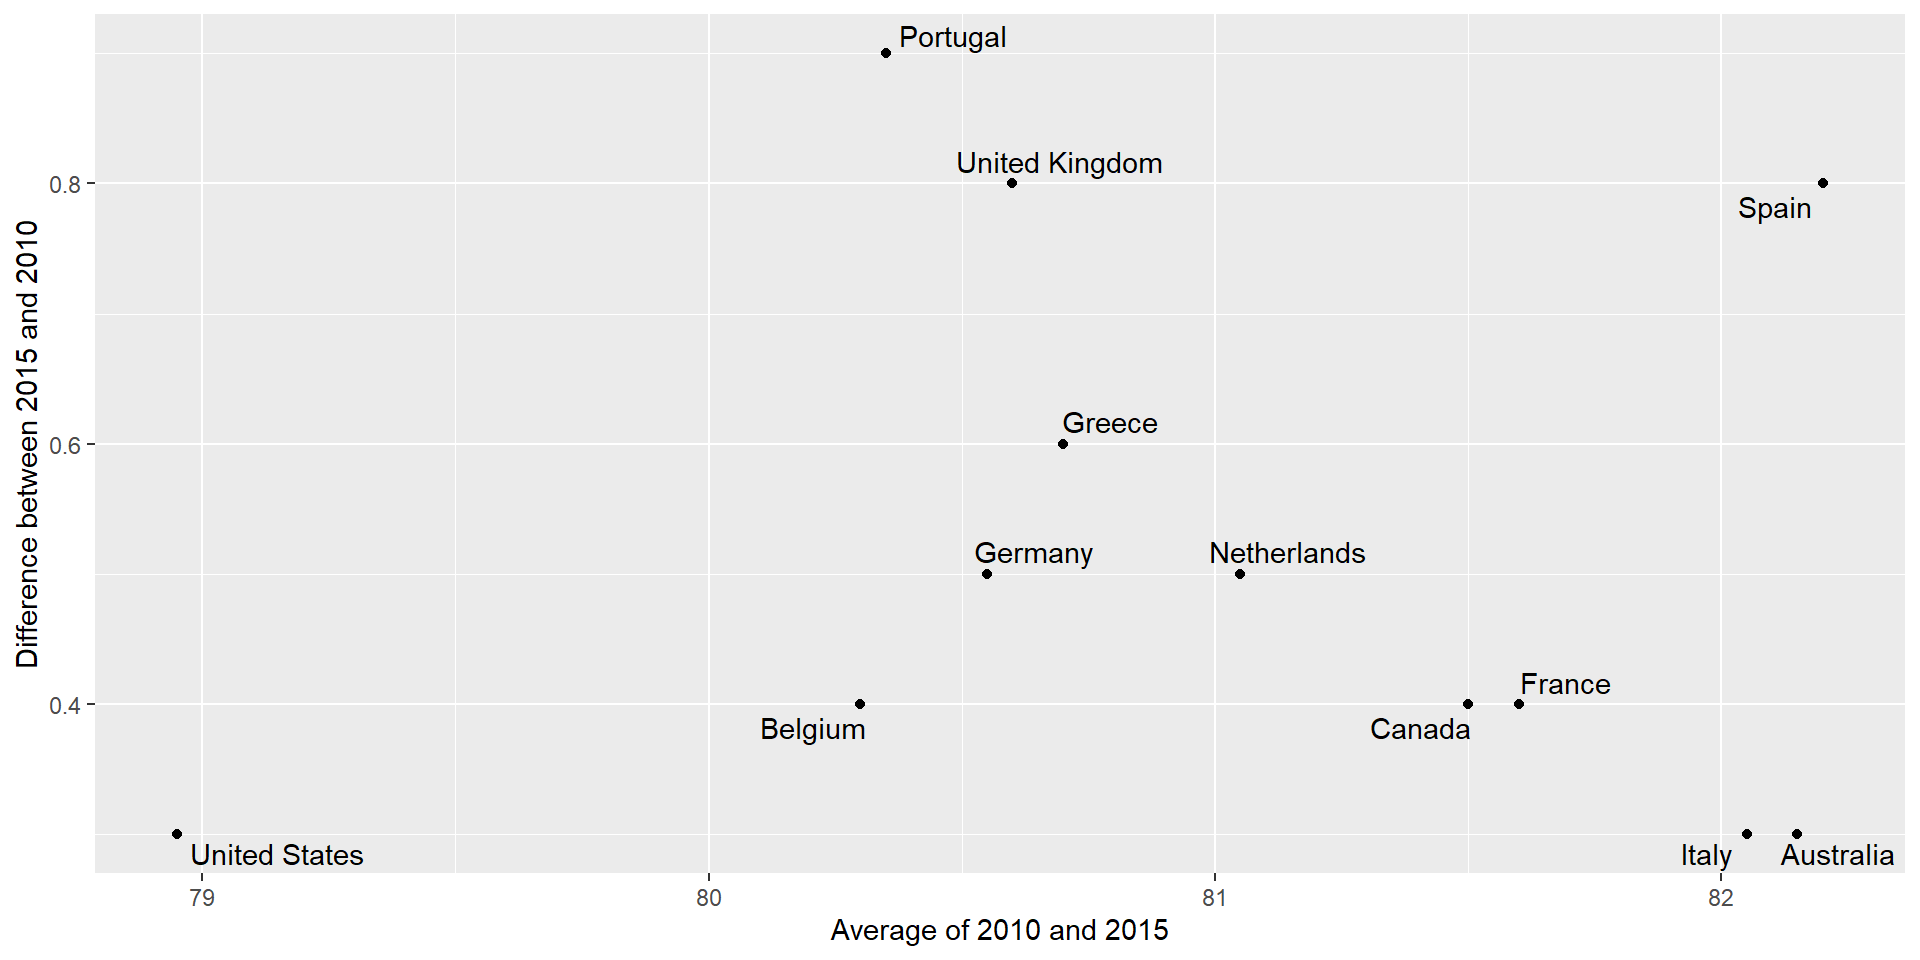 Portugal
United Kingdom
0.8
Spain
Difference between 2015 and 2010
Greece
0.6
Germany
Netherlands
France
0.4
Belgium
Canada
United States
Italy
Australia
79
80
81
82
Average of 2010 and 2015